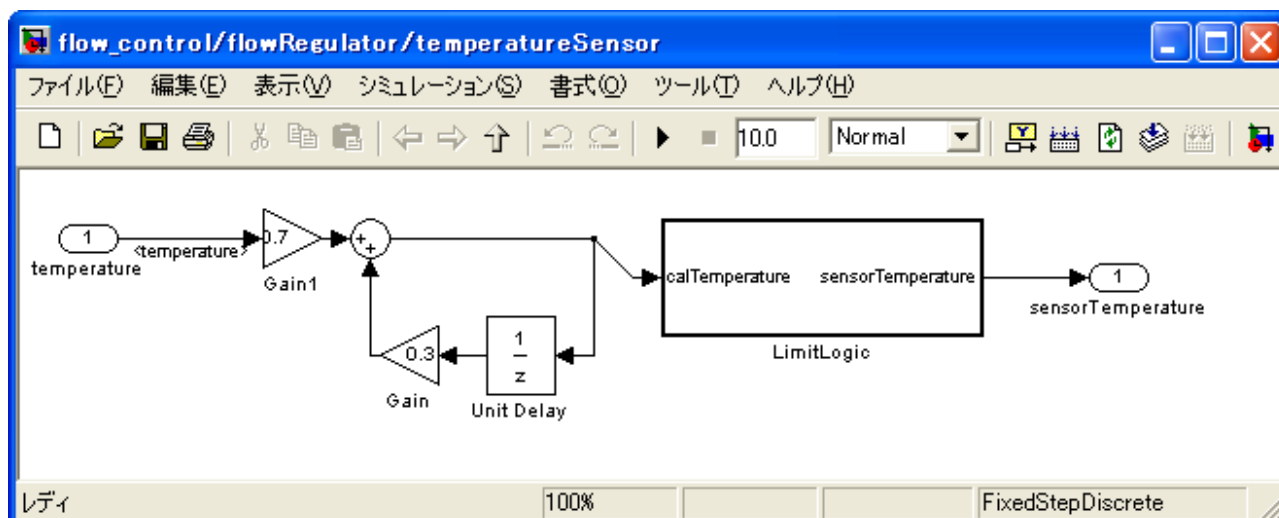 flow_control/flowRegulator/temperatureSensor
ファイル(F) 編集(E) 表示(V) シミュレーション(S) 書式(O) ツール(T) ヘルプ(H)
10.0 Normal
1 <temperature> 0.7 + + calTemperature sensorTemperature 1
temperature Gain1 sensorTemperature
0.3 1 z LimitLogic
Gain Unit Delay
レディ 100% FixedStepDiscrete